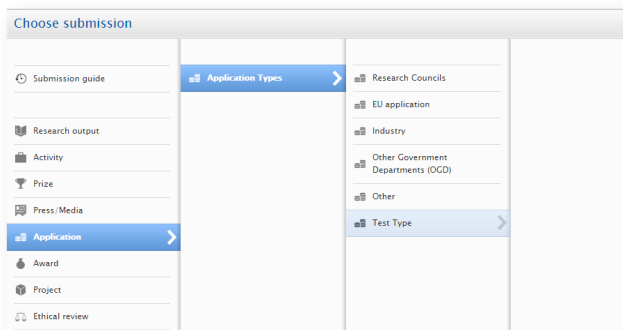 Choose submission
Submission guide
Research output
Activity
Prize
Press/Media
Application
Award
Project
Ethical review
Application Types
Research Councils
EU application
Industry
Other Government
Departments (OGD)
Other
Test Type